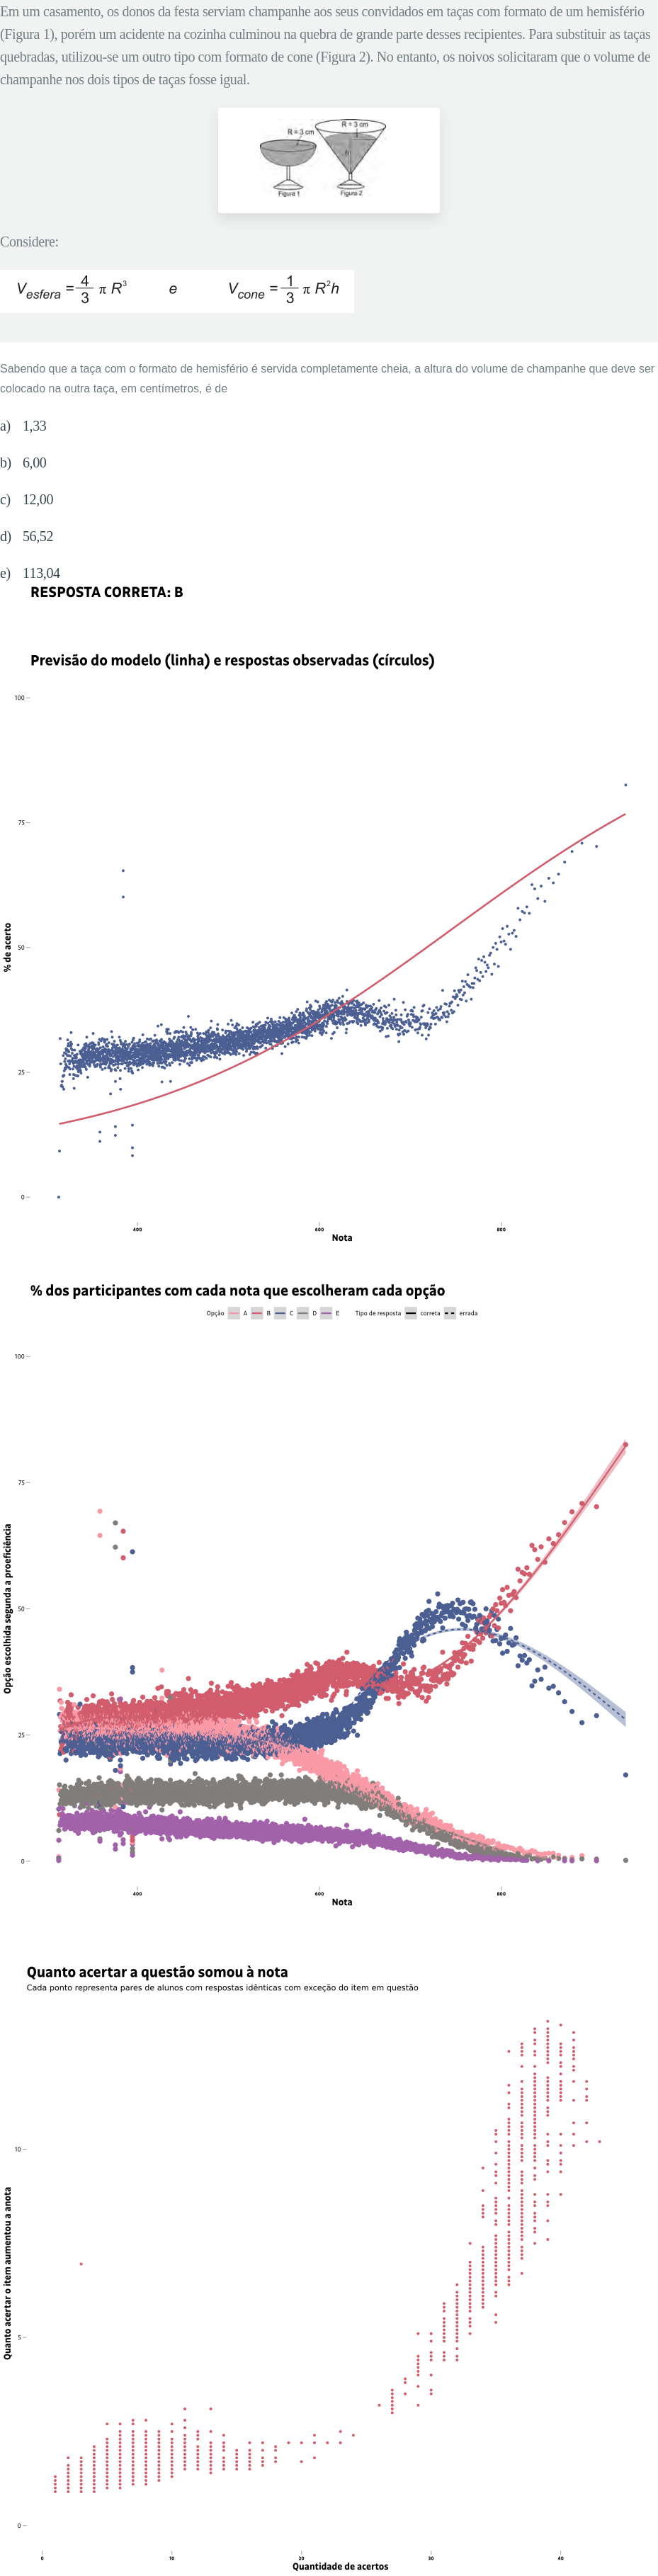 Em um casamento, os donos da festa serviam champanhe aos seus convidados em taças com formato de um hemisfério
(Figura 1), porém um acidente na cozinha culminou na quebra de grande parte desses recipientes. Para substituir as taças
quebradas, utilizou-se um outro tipo com formato de cone (Figura 2). No entanto, os noivos solicitaram que o volume de
champanhe nos dois tipos de taças fosse igual.
R = 3 cm
R = 3 cm
h
Figura 1
Figura 2
Considere:
V esfera = 4/3 π R³ e V cone = 1/3 π R²h
Sabendo que a taça com o formato de hemisfério é servida completamente cheia, a altura do volume de champanhe que deve ser
colocado na outra taça, em centímetros, é de
a) 1,33
b) 6,00
c) 12,00
d) 56,52
e) 113,04
RESPOSTA CORRETA: B
Previsão do modelo (linha) e respostas observadas (círculos)
100
75
50
25
0
% de acerto
400
600
800
Nota
% dos participantes com cada nota que escolheram cada opção
Opção A B C D E Tipo de resposta correta errada
100
75
50
25
0
Opção escolhida segunda a proeficiência
400
600
800
Nota
Quanto acertar a questão somou à nota
Cada ponto representa pares de alunos com respostas idênticas com exceção do item em questão
10
5
0
Quanto acertar o item aumentou a anota
0
10
20
30
40
Quantidade de acertos